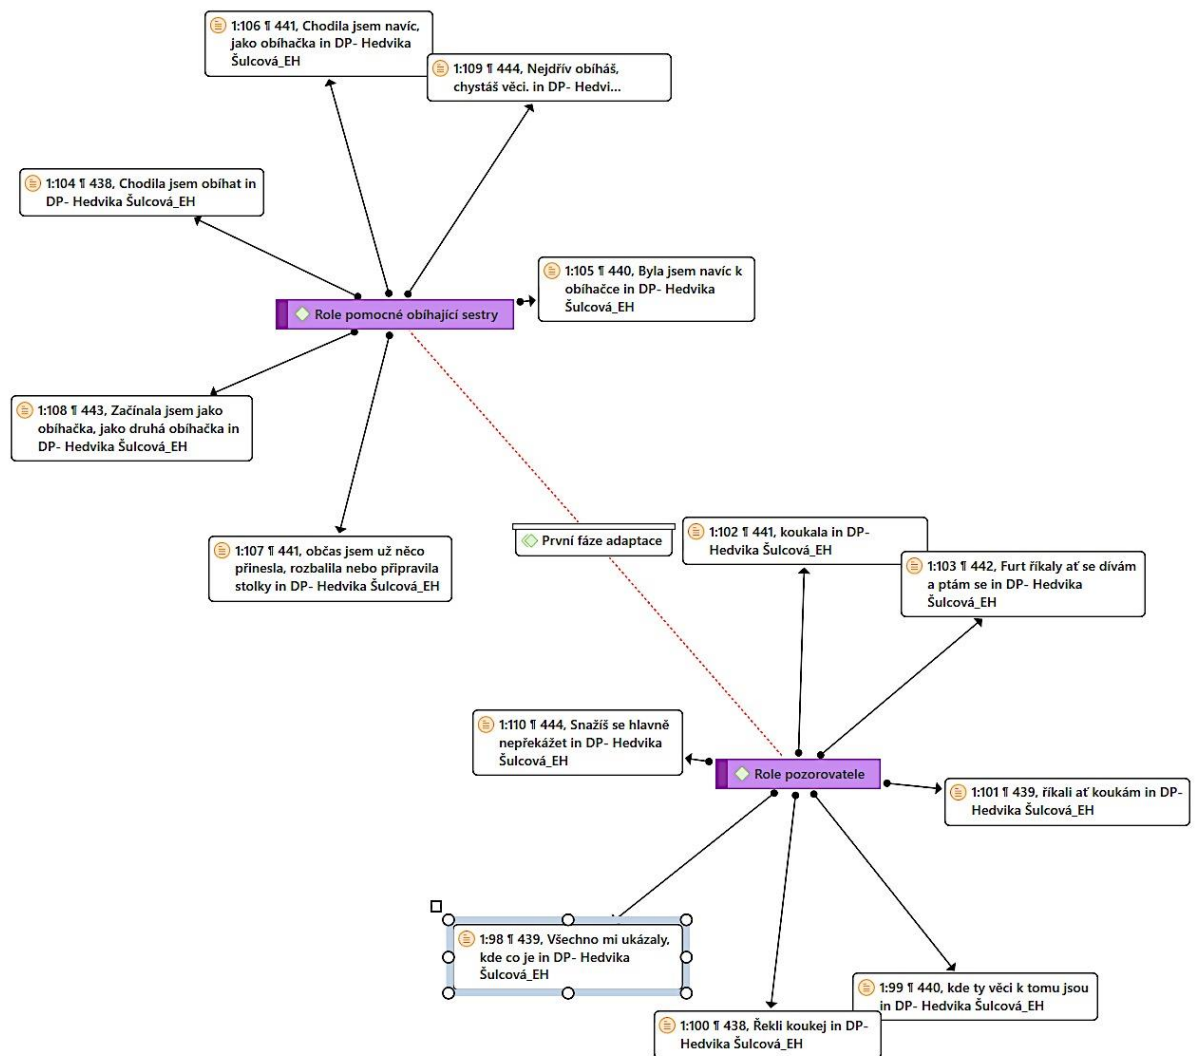 1:106 ¶ 441, Chodila jsem navíc,
jako obíhačka in DP- Hedvika
Šulcová_EH
1:109 ¶ 444, Nejdřív obíháš,
chystáš věci. in DP- Hedvi...
1:104 ¶ 438, Chodila jsem obíhat in
DP- Hedvika Šulcová_EH
1:105 ¶ 440, Byla jsem navíc k
obíhačce in DP- Hedvika
Šulcová_EH
Role pomocné obíhající sestry
1:108 ¶ 443, Začínala jsem jako
obíhačka, jako druhá obíhačka in
DP- Hedvika Šulcová_EH
1:107 ¶ 441, občas jsem už něco
přinesla, rozbalila nebo připravila
stolky in DP- Hedvika Šulcová_EH
První fáze adaptace
1:102 ¶ 441, koukala in DP-
Hedvika Šulcová_EH
1:103 ¶ 442, Furt říkaly ať se dívám
a ptám se in DP- Hedvika
Šulcová_EH
1:110 ¶ 444, Snažíš se hlavně
nepřekážet in DP- Hedvika
Šulcová_EH
Role pozorovatele
1:101 ¶ 439, říkali ať koukám in DP-
Hedvika Šulcová_EH
1:98 ¶ 439, Všechno mi ukázaly,
kde co je in DP- Hedvika
Šulcová_EH
1:99 ¶ 440, kde ty věci k tomu jsou
in DP- Hedvika Šulcová_EH
1:100 ¶ 438, Řekli koukej in DP-
Hedvika Šulcová_EH